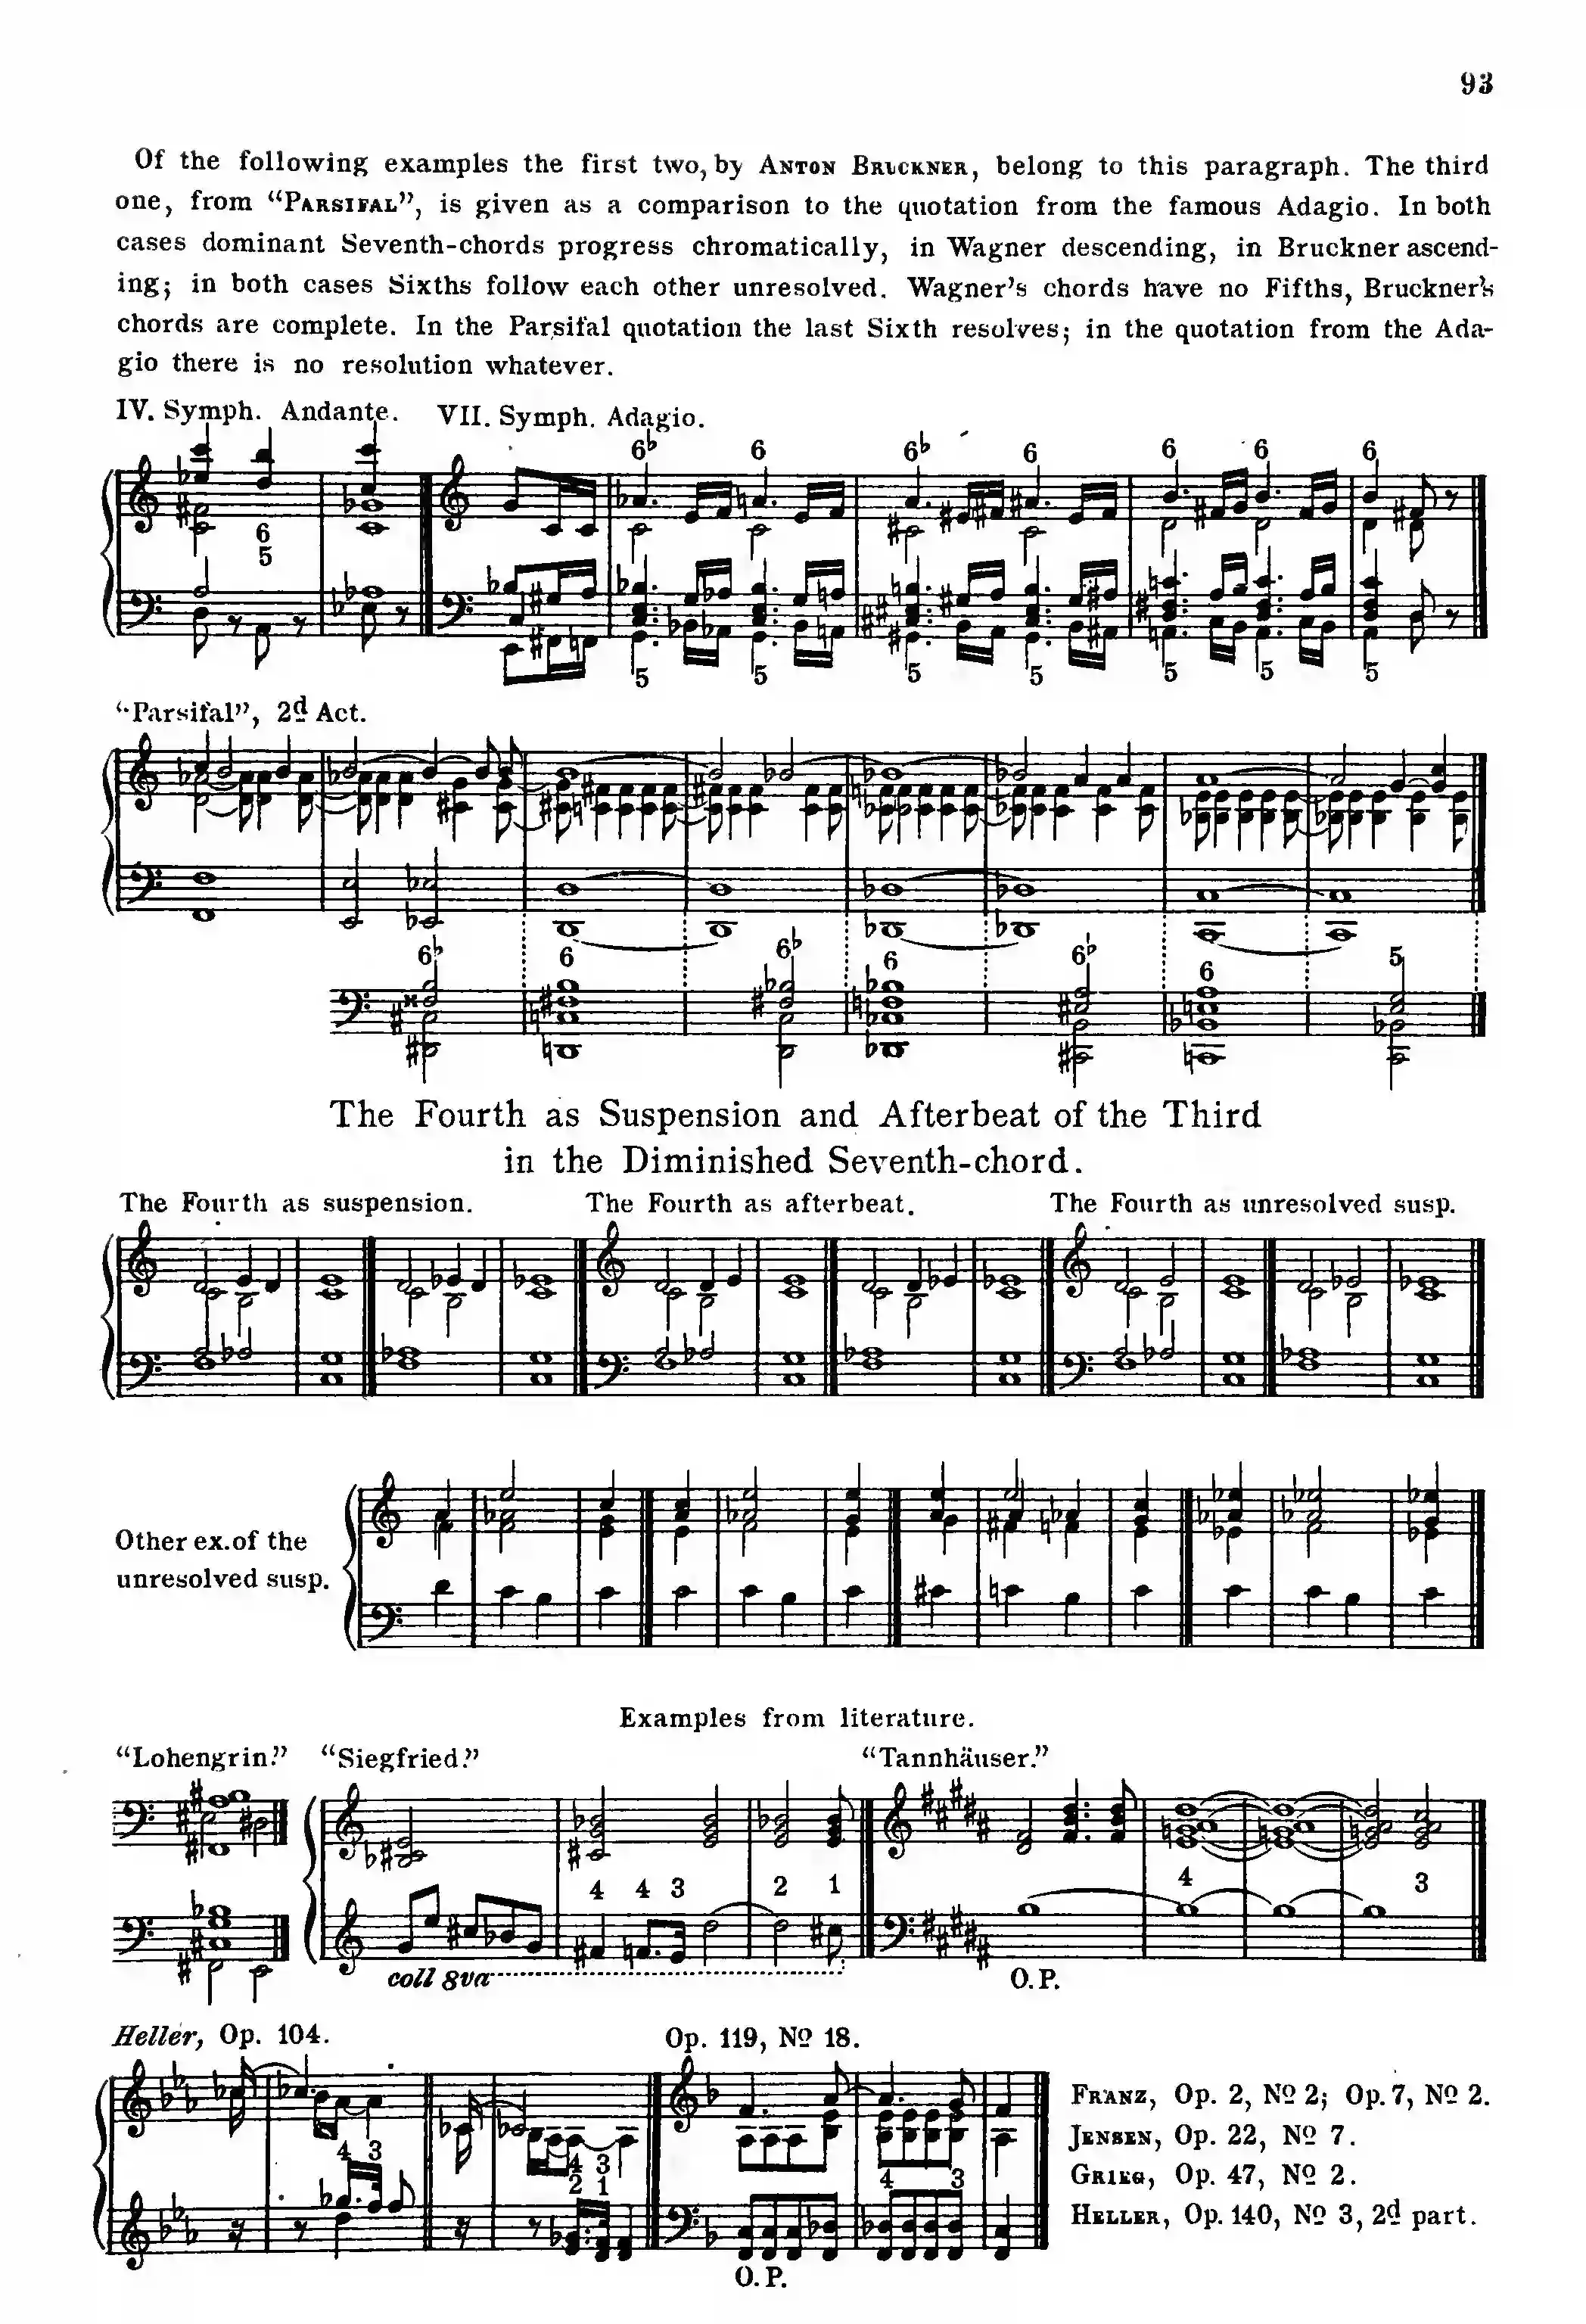 93
Of the following examples the first two, by ANTON BRUCKNER, belong to this paragraph. The third
one, from “PARSIFAL”, is given as a comparison to the quotation from the famous Adagio. In both
cases dominant Seventh-chords progress chromatically, in Wagner descending, in Bruckner ascend-
ing; in both cases Sixths follow each other unresolved. Wagner's chords have no Fifths, Bruckner's
chords are complete. In the Parsifal quotation the last Sixth resolves; in the quotation from the Ada-
gio there is no resolution whatever.
IV. Symph. Andante. VII. Symph. Adagio.
6♭ 6 6♭ 6 6 6 6
6
5
5 5 5 5 5 5 5
“Parsifal”, 2d Act.
6♭ 6 6♭ 6 6♭ 6 5
The Fourth as Suspension and Afterbeat of the Third
in the Diminished Seventh-chord.
The Fourth as suspension. The Fourth as afterbeat. The Fourth as unresolved susp.
Other ex. of the
unresolved susp.
Examples from literature.
“Lohengrin.” “Siegfried.” “Tannhäuser.”
4 4 3 2 1 4 3
coll 8va O.P.
Heller, Op. 104. Op. 119, No 18.
4 3 4 3 4 3
2 1
O.P.
FRANZ, Op. 2, No 2; Op. 7, No 2.
JENSEN, Op. 22, No 7.
GRIEG, Op. 47, No 2.
HELLER, Op. 140, No 3, 2d part.